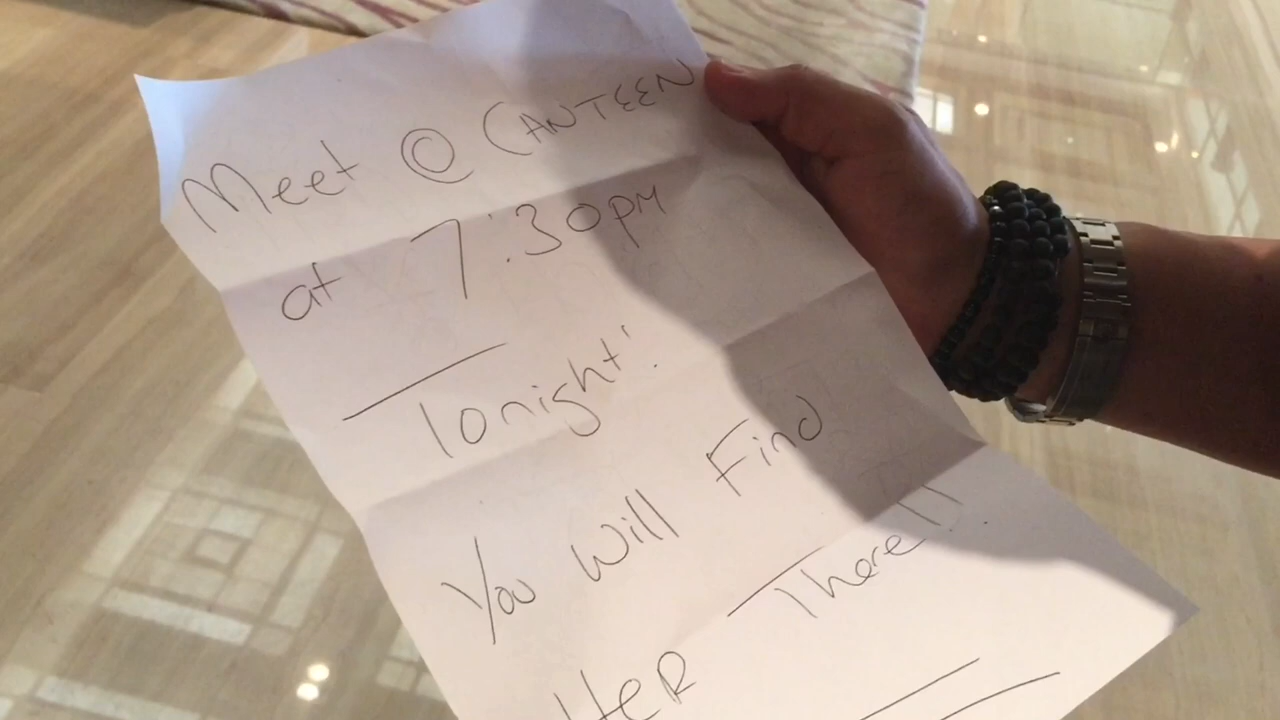 Meet @ CANTEEN
at 7:30pm
Tonight!
You Will Find
HER There!!